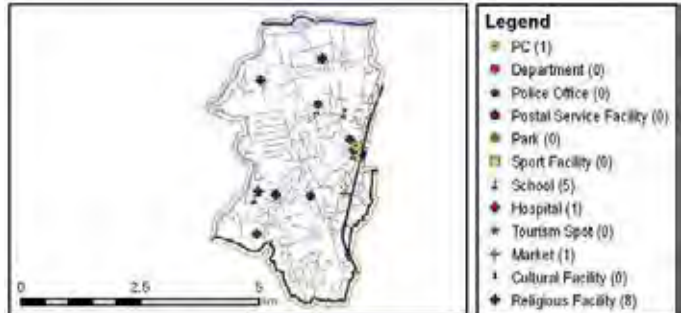 Legend
PC (1)
Department (0)
Police Office (0)
Postal Service Facility (0)
Park (0)
Sport Facility (0)
School (5)
Hospital (1)
Tourism Spot (0)
Market (1)
Cultural Facility (0)
Religious Facility (8)
0 2.5 5
km